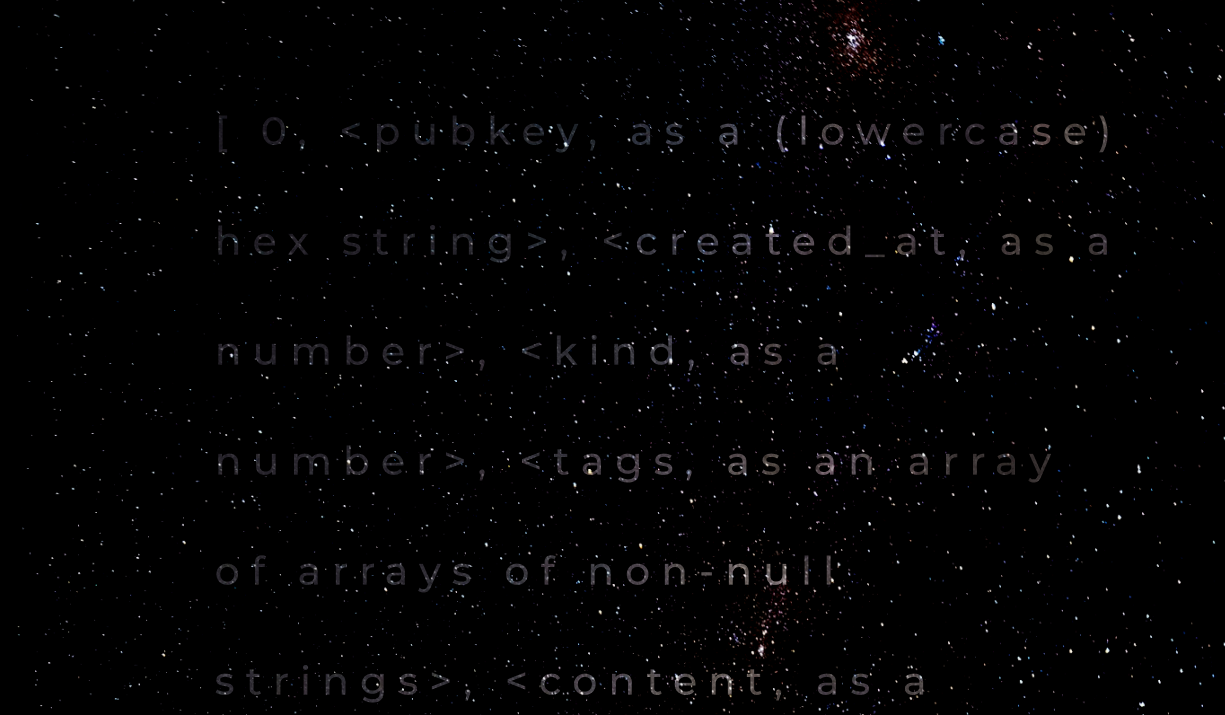 [ 0, <pubkey, as a (lowercase)
hex string>, <created_at, as a
number>, <kind, as a
number>, <tags, as an array
of arrays of non-null
strings>, <content, as a